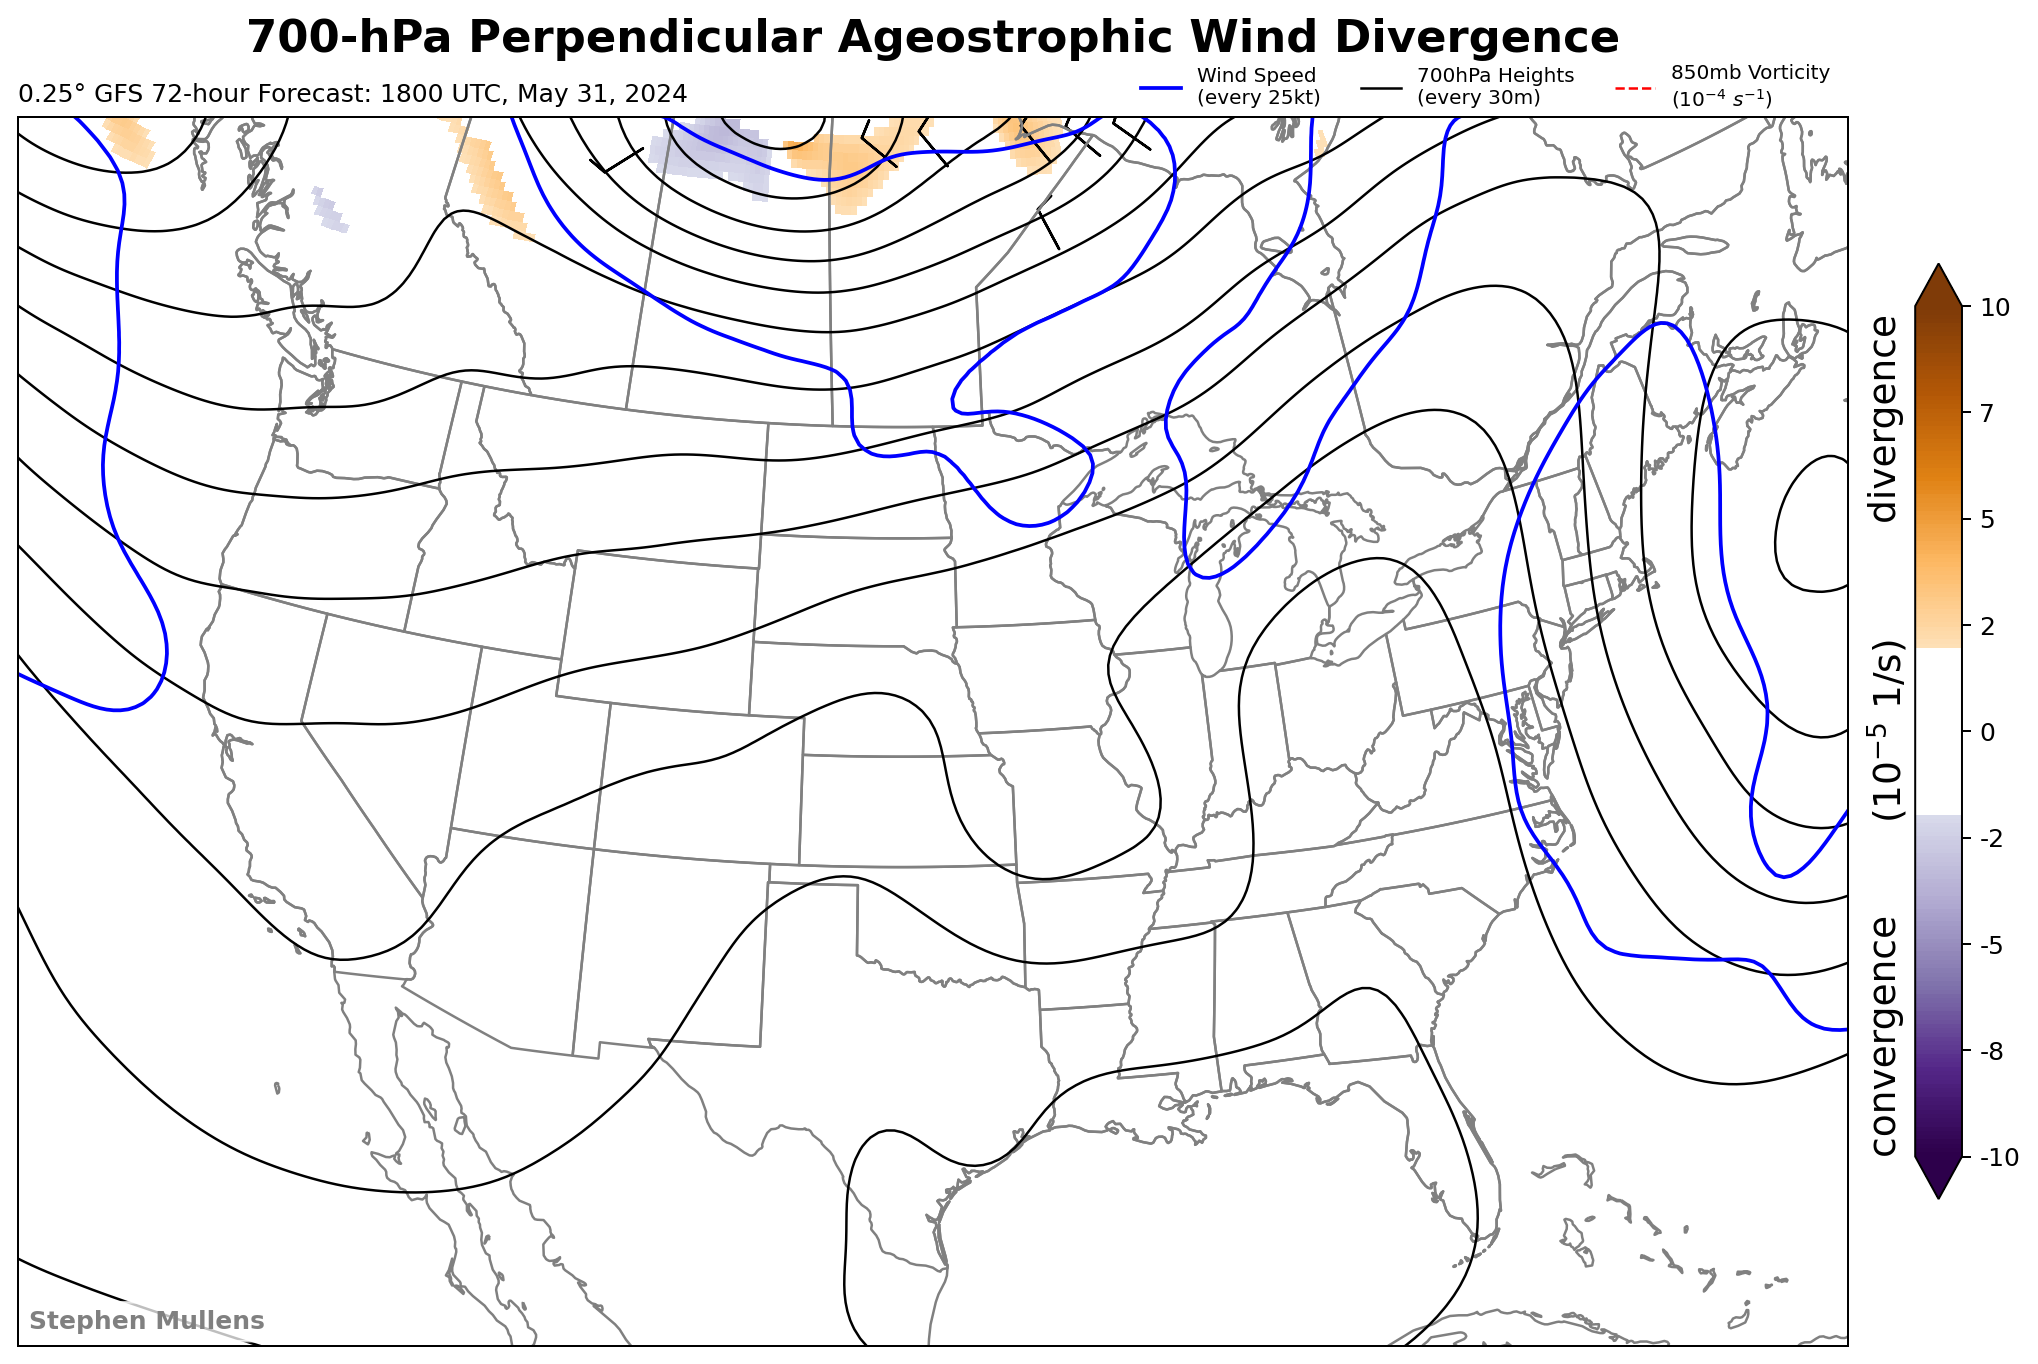 700-hPa Perpendicular Ageostrophic Wind Divergence
0.25° GFS 72-hour Forecast: 1800 UTC, May 31, 2024
Wind Speed
(every 25kt)
700hPa Heights
(every 30m)
850mb Vorticity
(10⁻⁴ s⁻¹)
10
7
5
2
0
-2
-5
-8
-10
convergence (10⁻⁵ 1/s) divergence
Stephen Mullens